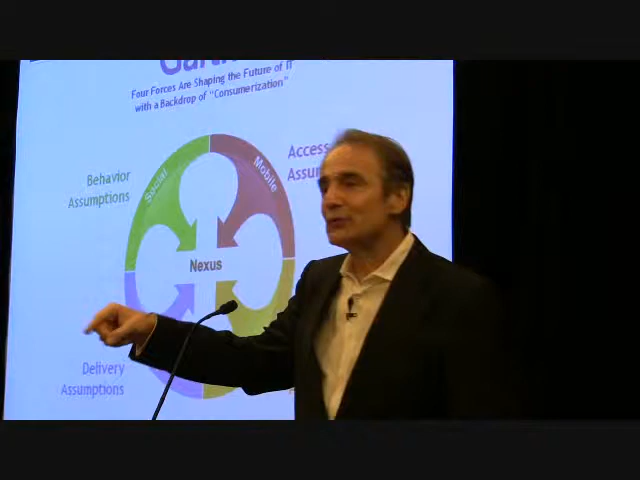 Four Forces Are Shaping the Future of IT
with a Backdrop of "Consumerization"
Behavior
Assumptions
Social
Mobile
Access
Nexus
Delivery
Assumptions